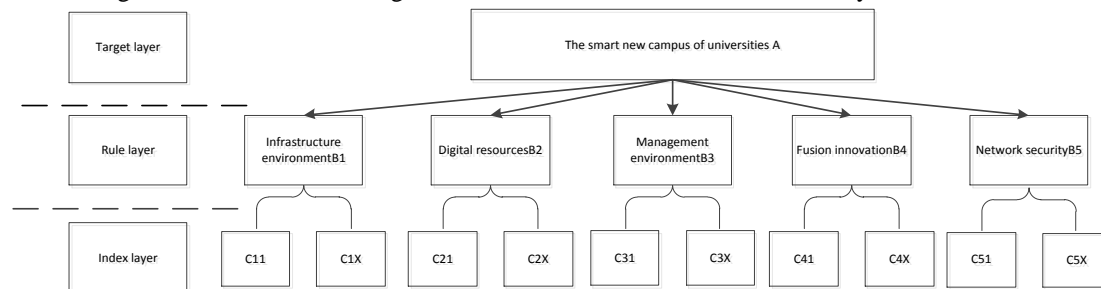 Target layer
The smart new campus of universities A
Rule layer
Infrastructure
environmentB1
Digital resourcesB2
Management
environmentB3
Fusion innovationB4
Network securityB5
Index layer
C11
C1X
C21
C2X
C31
C3X
C41
C4X
C51
C5X